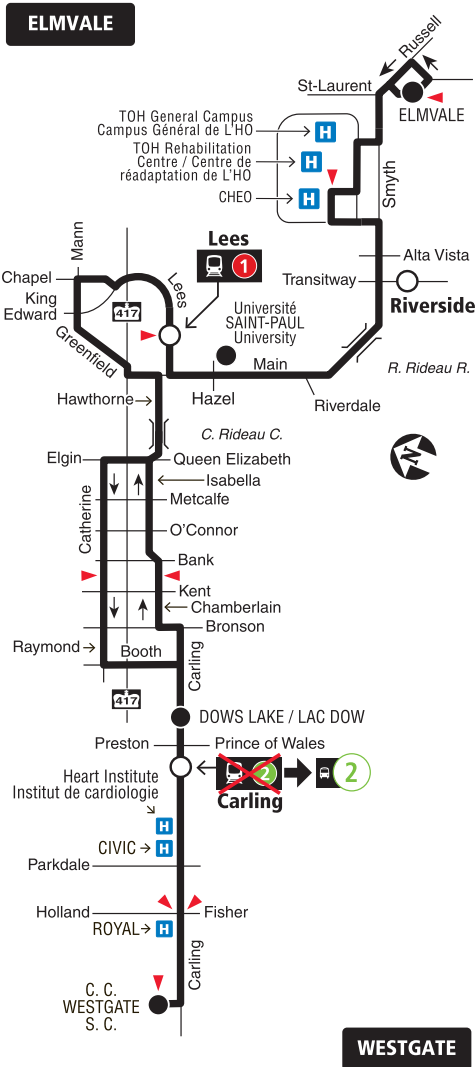 ELMVALE
Russell
St-Laurent
ELMVALE
TOH General Campus
Campus Général de L'HO
H
TOH Rehabilitation
Centre / Centre de
réadaptation de L'HO
H
CHEO
H
Smyth
Alta Vista
Transitway
Riverside
Lees
1
Mann
Chapel
King
Edward
417
Lees
Greenfield
Université
SAINT-PAUL
University
Main
R. Rideau R.
Hawthorne
Hazel
Riverdale
C. Rideau C.
N
Elgin
Queen Elizabeth
Isabella
Catherine
Metcalfe
O'Connor
Bank
Kent
Chamberlain
Bronson
Raymond
Booth
Carling
417
DOWS LAKE / LAC DOW
Preston
Prince of Wales
2
2
Carling
Heart Institute
Institut de cardiologie
H
CIVIC
H
Parkdale
Holland
Fisher
ROYAL
H
Carling
C. C.
WESTGATE
S. C.
WESTGATE